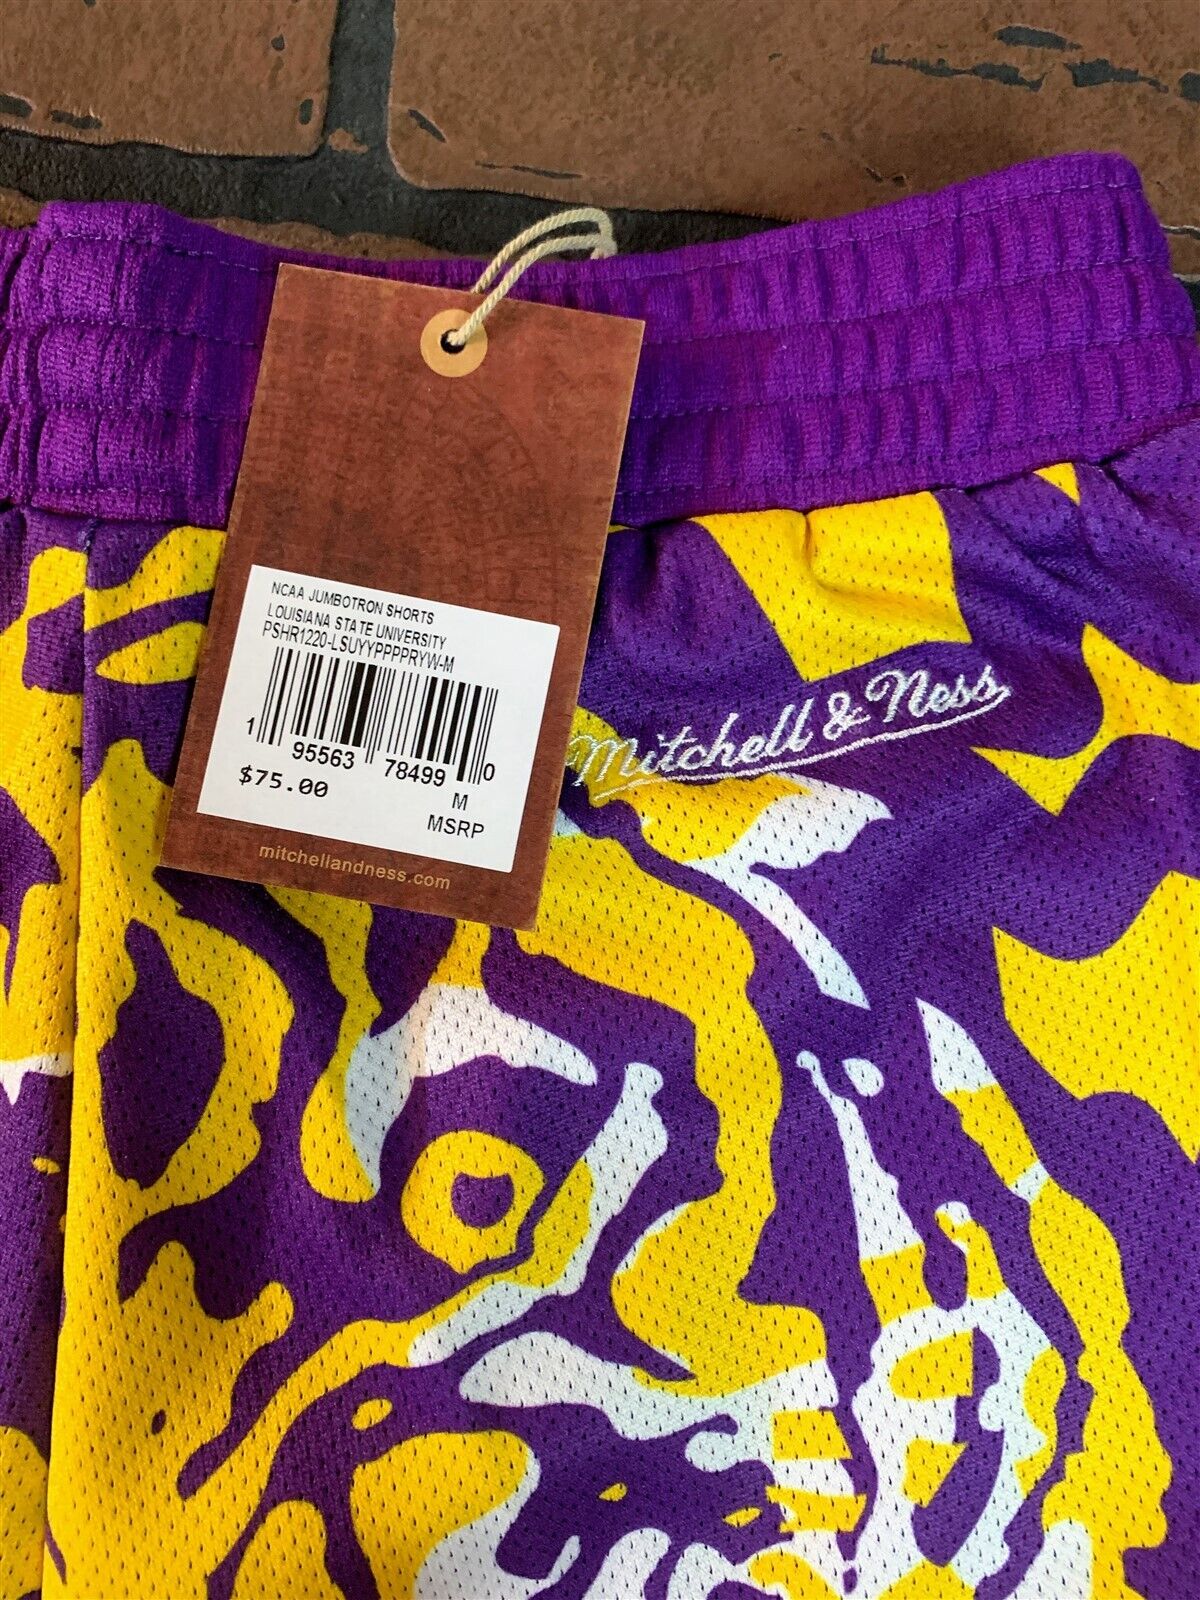 NCAA JUMBOTRON SHORTS
LOUISIANA STATE UNIVERSITY
PSHR1220-LSUYYPPPPRYW-M
1 95563 78499 0
$75.00 M
MSRP
mitchellandness.com
Mitchell & Ness